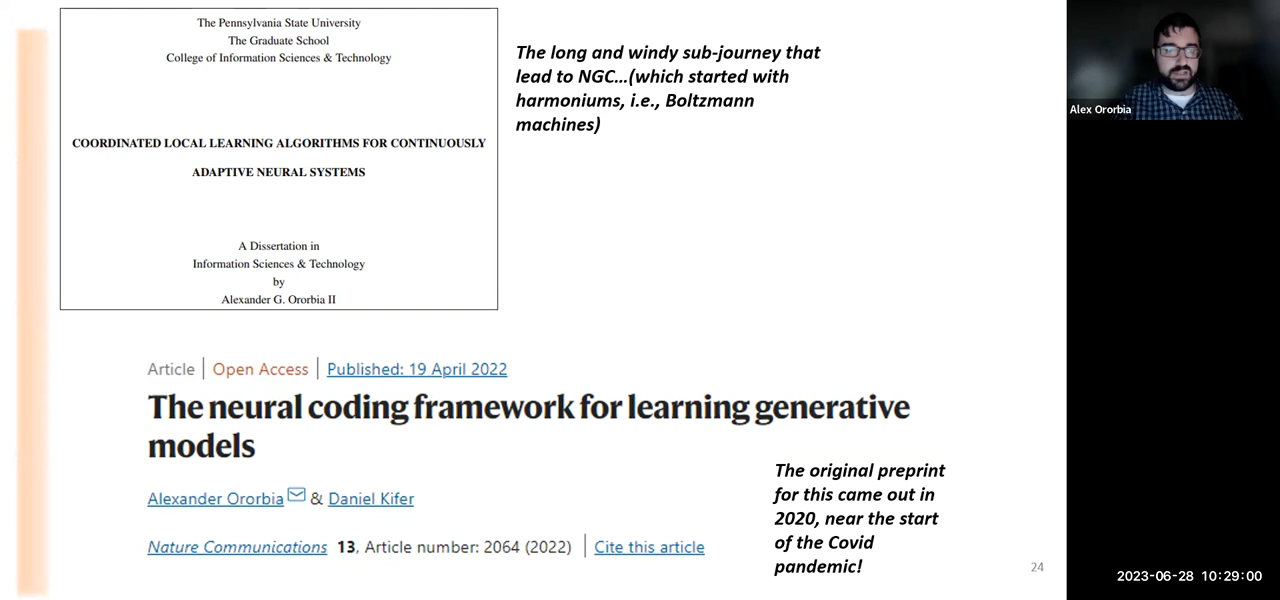 The Pennsylvania State University
The Graduate School
College of Information Sciences & Technology
COORDINATED LOCAL LEARNING ALGORITHMS FOR CONTINUOUSLY
ADAPTIVE NEURAL SYSTEMS
A Dissertation in
Information Sciences & Technology
by
Alexander G. Ororbia II
The long and windy sub-journey that
lead to NGC...(which started with
harmoniums, i.e., Boltzmann
machines)
Alex Ororbia
Article | Open Access | Published: 19 April 2022
The neural coding framework for learning generative
models
Alexander Ororbia & Daniel Kifer
Nature Communications 13, Article number: 2064 (2022) | Cite this article
The original preprint
for this came out in
2020, near the start
of the Covid
pandemic!
24
2023-06-28 10:29:00